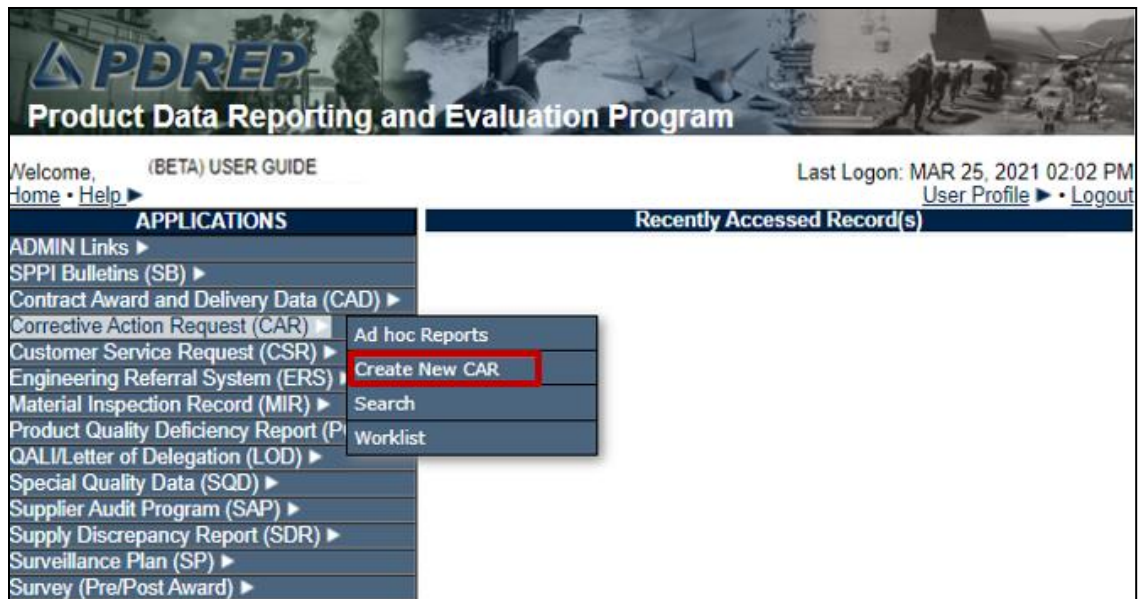 PDREP
Product Data Reporting and Evaluation Program
Welcome, (BETA) USER GUIDE
Last Logon: MAR 25, 2021 02:02 PM
Home • Help ►
User Profile ► • Logout
APPLICATIONS
Recently Accessed Record(s)
ADMIN Links ►
SPPI Bulletins (SB) ►
Contract Award and Delivery Data (CAD) ►
Corrective Action Request (CAR) ►
Customer Service Request (CSR) ►
Engineering Referral System (ERS)
Material Inspection Record (MIR) ►
Product Quality Deficiency Report (P
QALI/Letter of Delegation (LOD) ►
Special Quality Data (SQD) ►
Supplier Audit Program (SAP) ►
Supply Discrepancy Report (SDR) ►
Surveillance Plan (SP) ►
Survey (Pre/Post Award) ►
Ad hoc Reports
Create New CAR
Search
Worklist